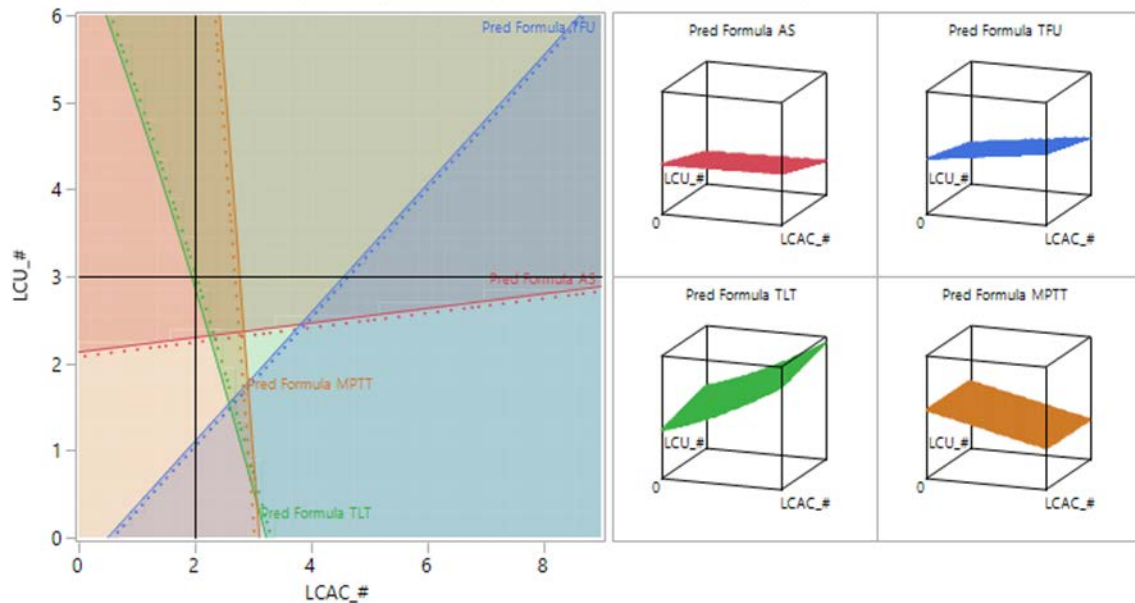 6
5
4
3
2
1
0
LCU_#
0
2
4
6
8
LCAC_#
Pred Formula TFU
Pred Formula AS
Pred Formula MPTT
Pred Formula TLT
Pred Formula AS
LCU_#
0
LCAC_#
Pred Formula TFU
LCU_#
0
LCAC_#
Pred Formula TLT
LCU_#
0
LCAC_#
Pred Formula MPTT
LCU_#
0
LCAC_#